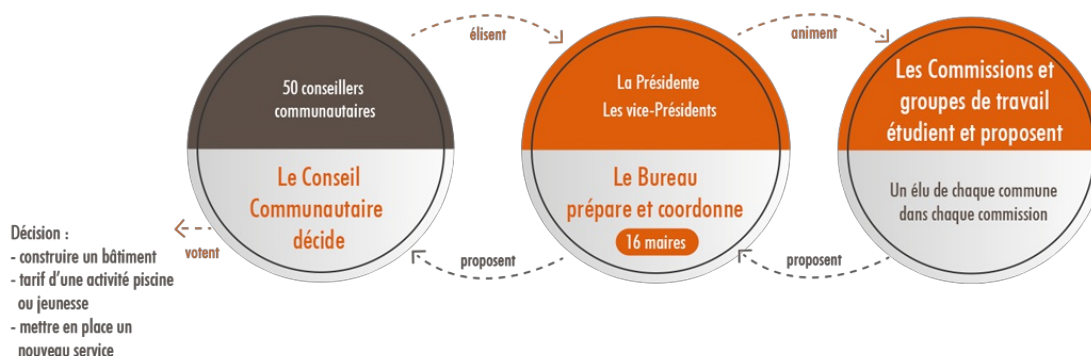 élisent
animent
50 conseillers
communautaires
Le Conseil
Communautaire
décide
La Présidente
Les vice-Présidents
Le Bureau
prépare et coordonne
16 maires
Les Commissions et
groupes de travail
étudient et proposent
Un élu de chaque commune
dans chaque commission
proposent
proposent
votent
Décision :
- construire un bâtiment
- tarif d'une activité piscine
ou jeunesse
- mettre en place un
nouveau service